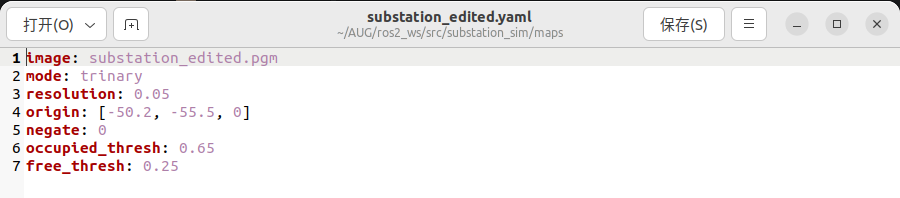 打开(O)
substation_edited.yaml
~/AUG/ros2_ws/src/substation_sim/maps
保存(S)
1 image: substation_edited.pgm
2 mode: trinary
3 resolution: 0.05
4 origin: [-50.2, -55.5, 0]
5 negate: 0
6 occupied_thresh: 0.65
7 free_thresh: 0.25